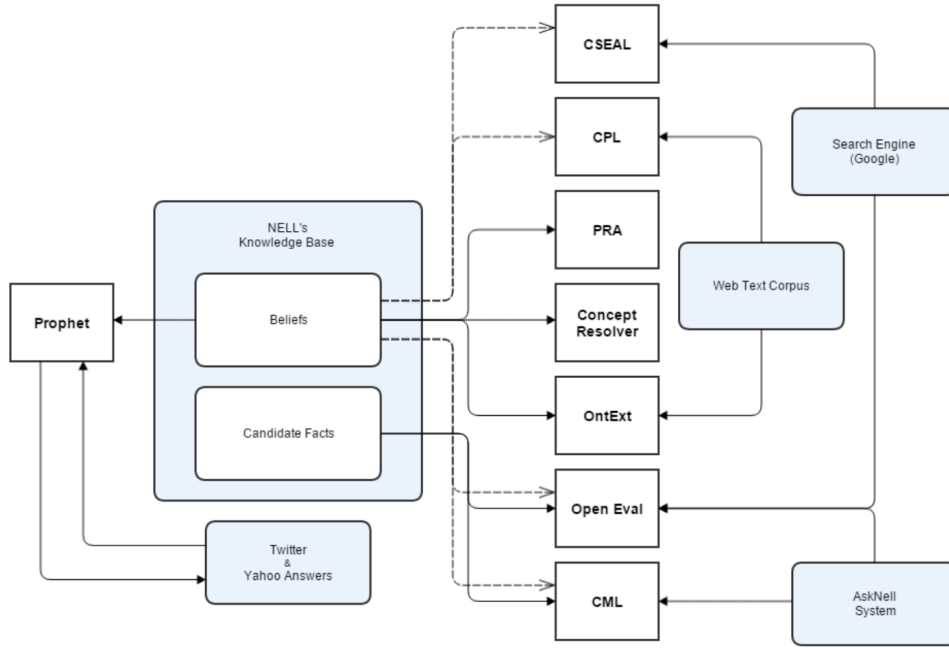 CSEAL
CPL
Search Engine
(Google)
NELL's
Knowledge Base
PRA
Web Text Corpus
Prophet
Beliefs
Concept
Resolver
Candidate Facts
OntExt
Open Eval
Twitter
&
Yahoo Answers
CML
AskNell
System